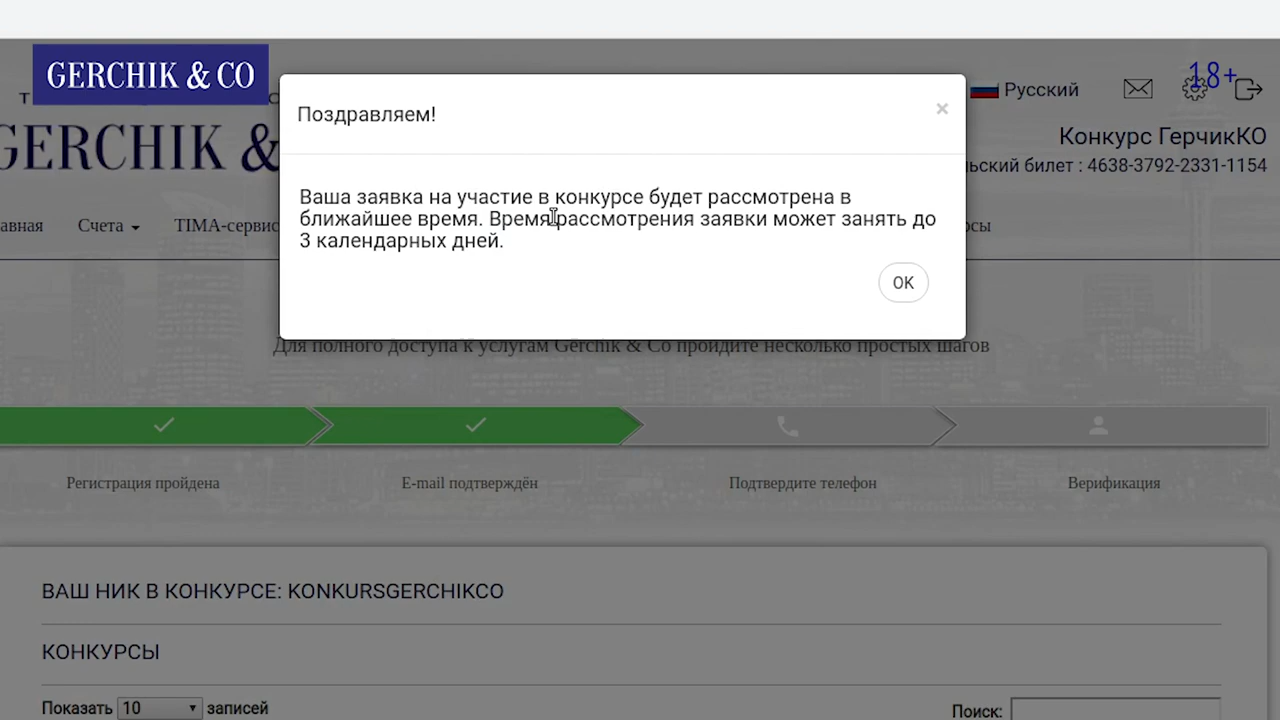 GERCHIK & CO
18+
Поздравляем!
×
Русский
GERCHIK &
Конкурс ГерчикКО
ьский билет : 4638-3792-2331-1154
Ваша заявка на участие в конкурсе будет рассмотрена в
ближайшее время. Время рассмотрения заявки может занять до
3 календарных дней.
OK
авная Счета TIMA-сервис сы
Для полного доступа к услугам Gerchik & Co пройдите несколько простых шагов
Регистрация пройдена E-mail подтверждён Подтвердите телефон Верификация
ВАШ НИК В КОНКУРСЕ: KONKURSGERCHIKCO
КОНКУРСЫ
Показать 10 записей Поиск: